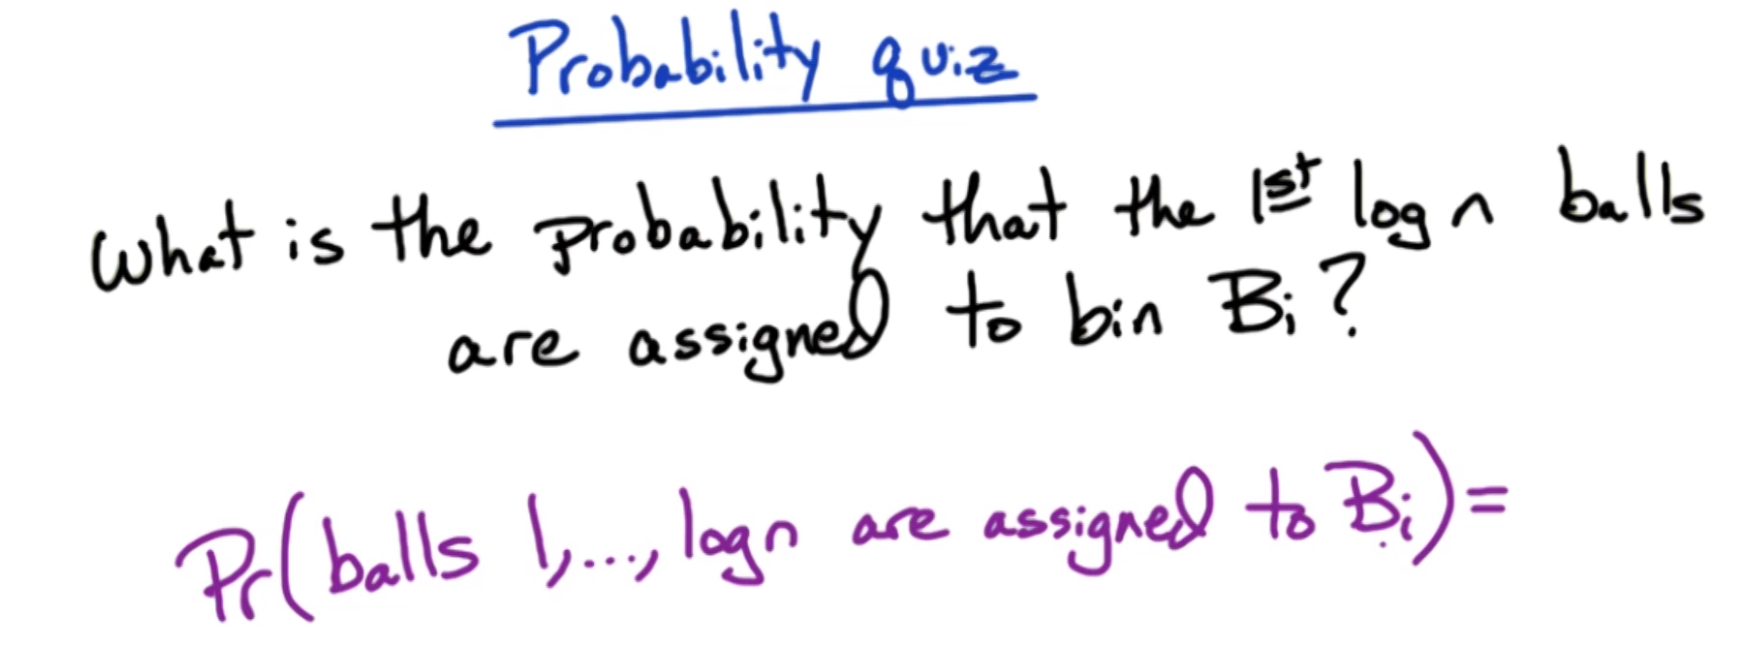 Probability quiz
What is the probability that the 1st log n balls
are assigned to bin Bi?
Pr(balls 1,...,log n are assigned to Bi)=